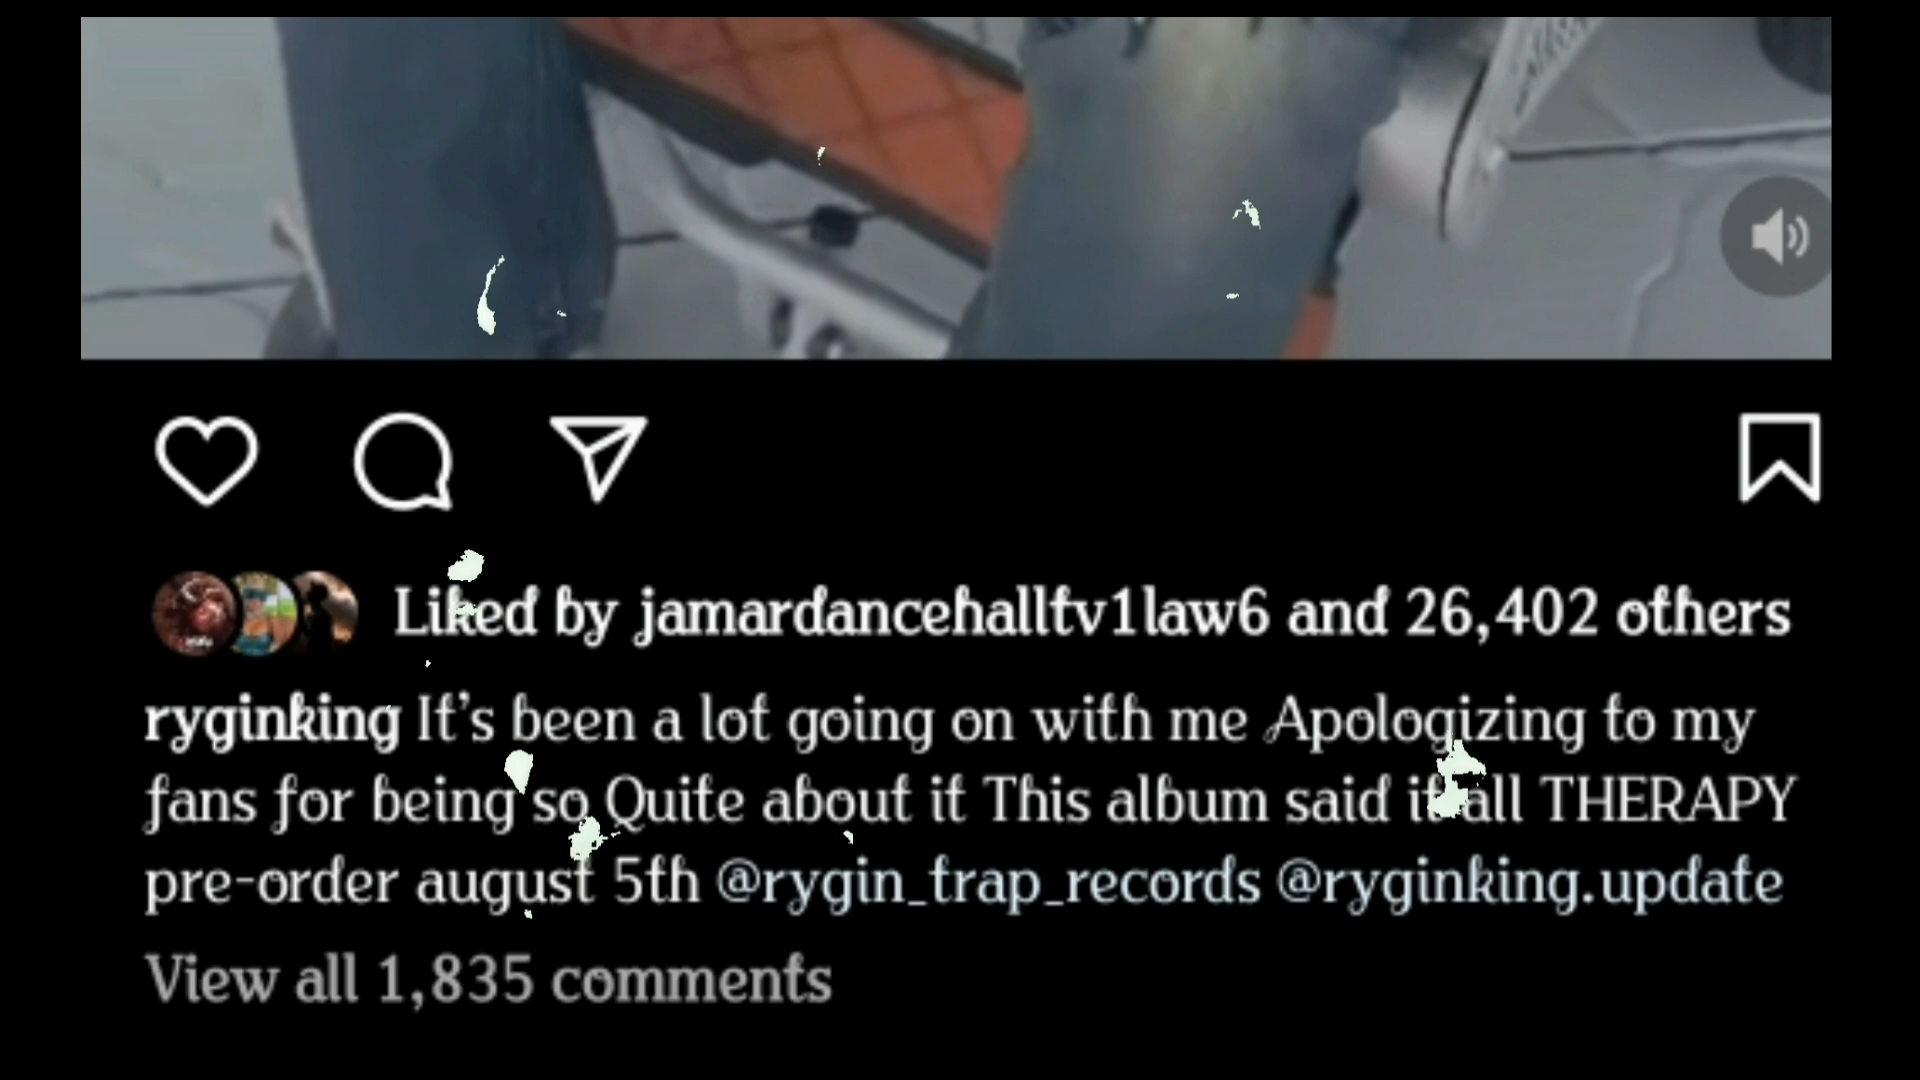 Liked by jamardancehalltv1law6 and 26,402 others
ryginking It's been a lot going on with me Apologizing to my
fans for being so Quite about it This album said it all THERAPY
pre-order august 5th @rygin_trap_records @ryginking.update
View all 1,835 comments